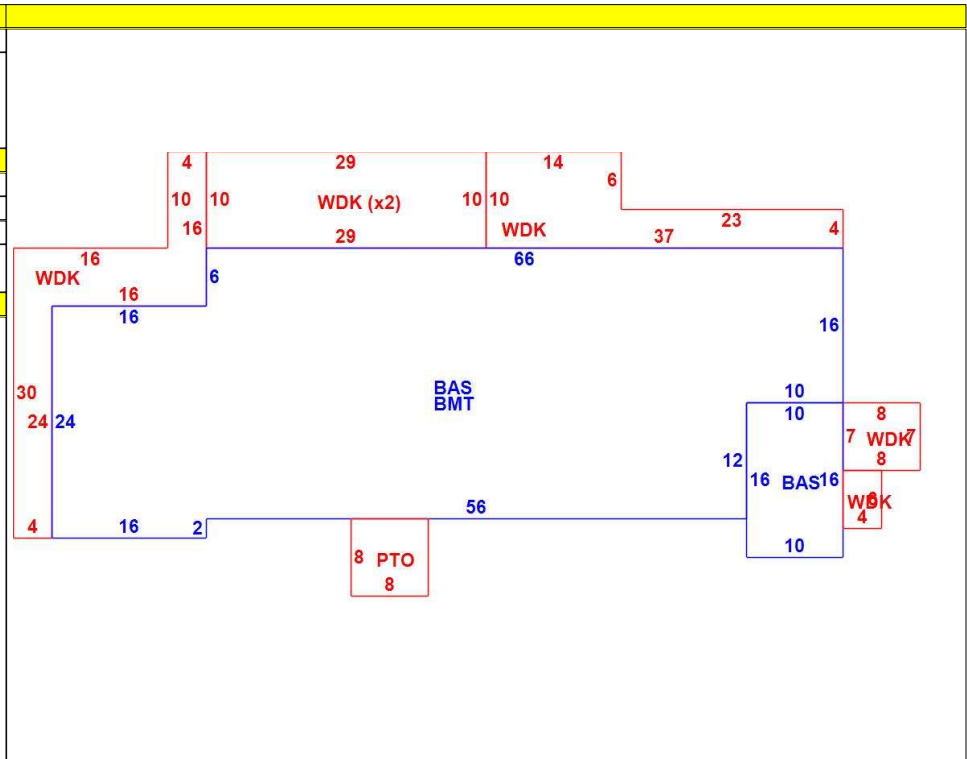 4 29 14
6
10 10 WDK (x2) 10 10
16 29 WDK 23 4
37
16 66
WDK 6
16
16 16
BAS
BMT
30 10
24 24 10 8
12 7 WDK 7
8
16 BAS 16
56 WDK 6
4
4 16 2
8 PTO 10
8